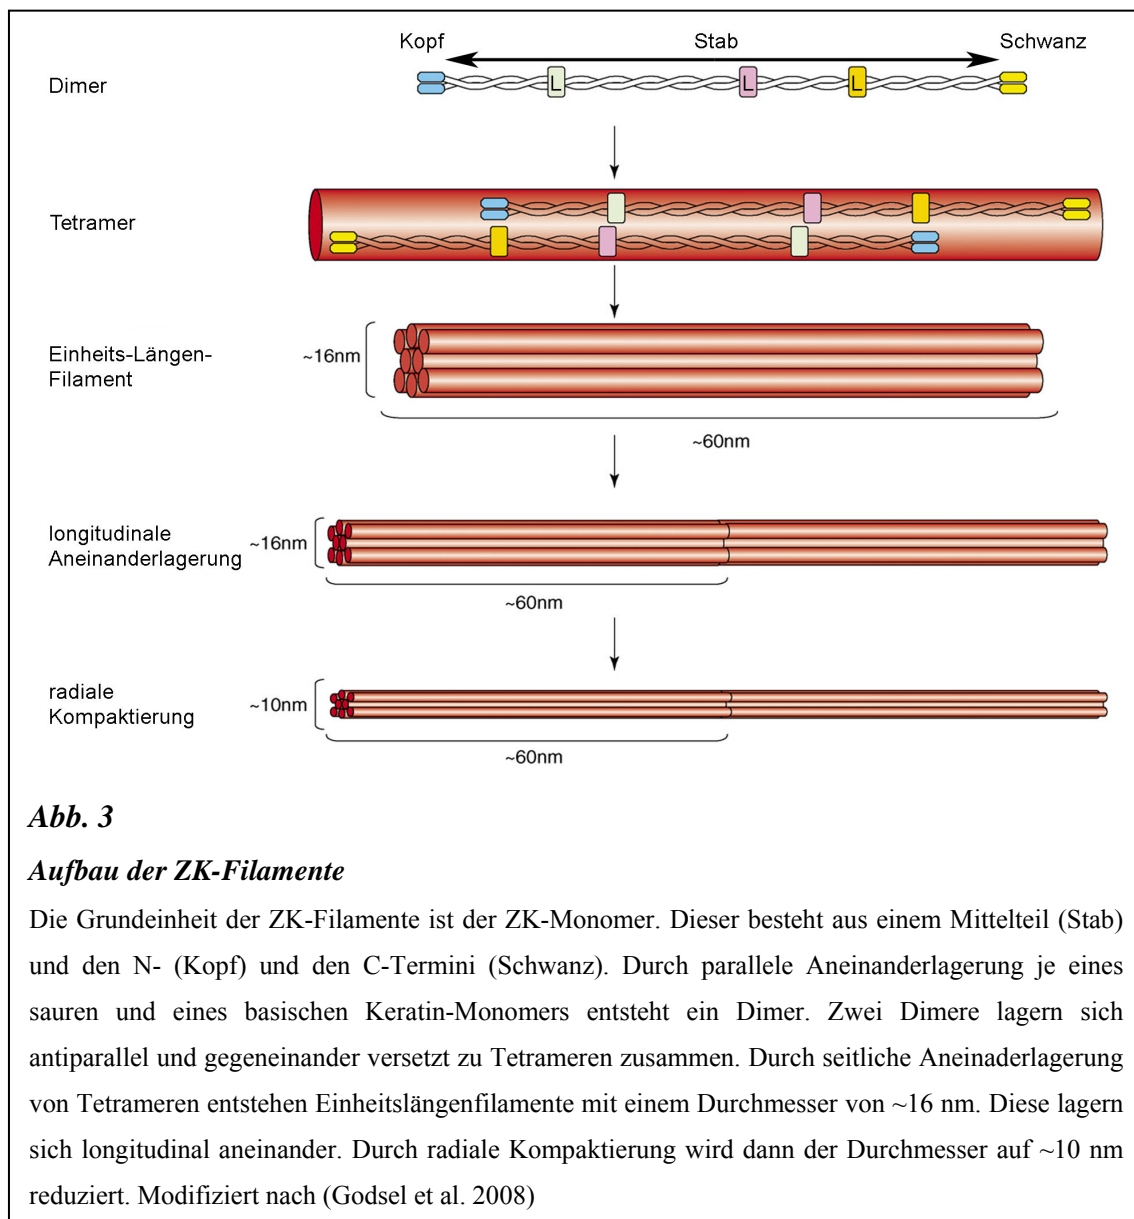 Kopf Stab Schwanz
Dimer
L L L
Tetramer
Einheits-Längen-
Filament
~16nm
~60nm
longitudinale
Aneinanderlagerung
~16nm
~60nm
radiale
Kompaktierung
~10nm
~60nm
Abb. 3
Aufbau der ZK-Filamente
Die Grundeinheit der ZK-Filamente ist der ZK-Monomer. Dieser besteht aus einem Mittelteil (Stab)
und den N- (Kopf) und den C-Termini (Schwanz). Durch parallele Aneinanderlagerung je eines
sauren und eines basischen Keratin-Monomers entsteht ein Dimer. Zwei Dimere lagern sich
antiparallel und gegeneinander versetzt zu Tetrameren zusammen. Durch seitliche Aneinaderlagerung
von Tetrameren entstehen Einheitslängenfilamente mit einem Durchmesser von ~16 nm. Diese lagern
sich longitudinal aneinander. Durch radiale Kompaktierung wird dann der Durchmesser auf ~10 nm
reduziert. Modifiziert nach (Godsel et al. 2008)